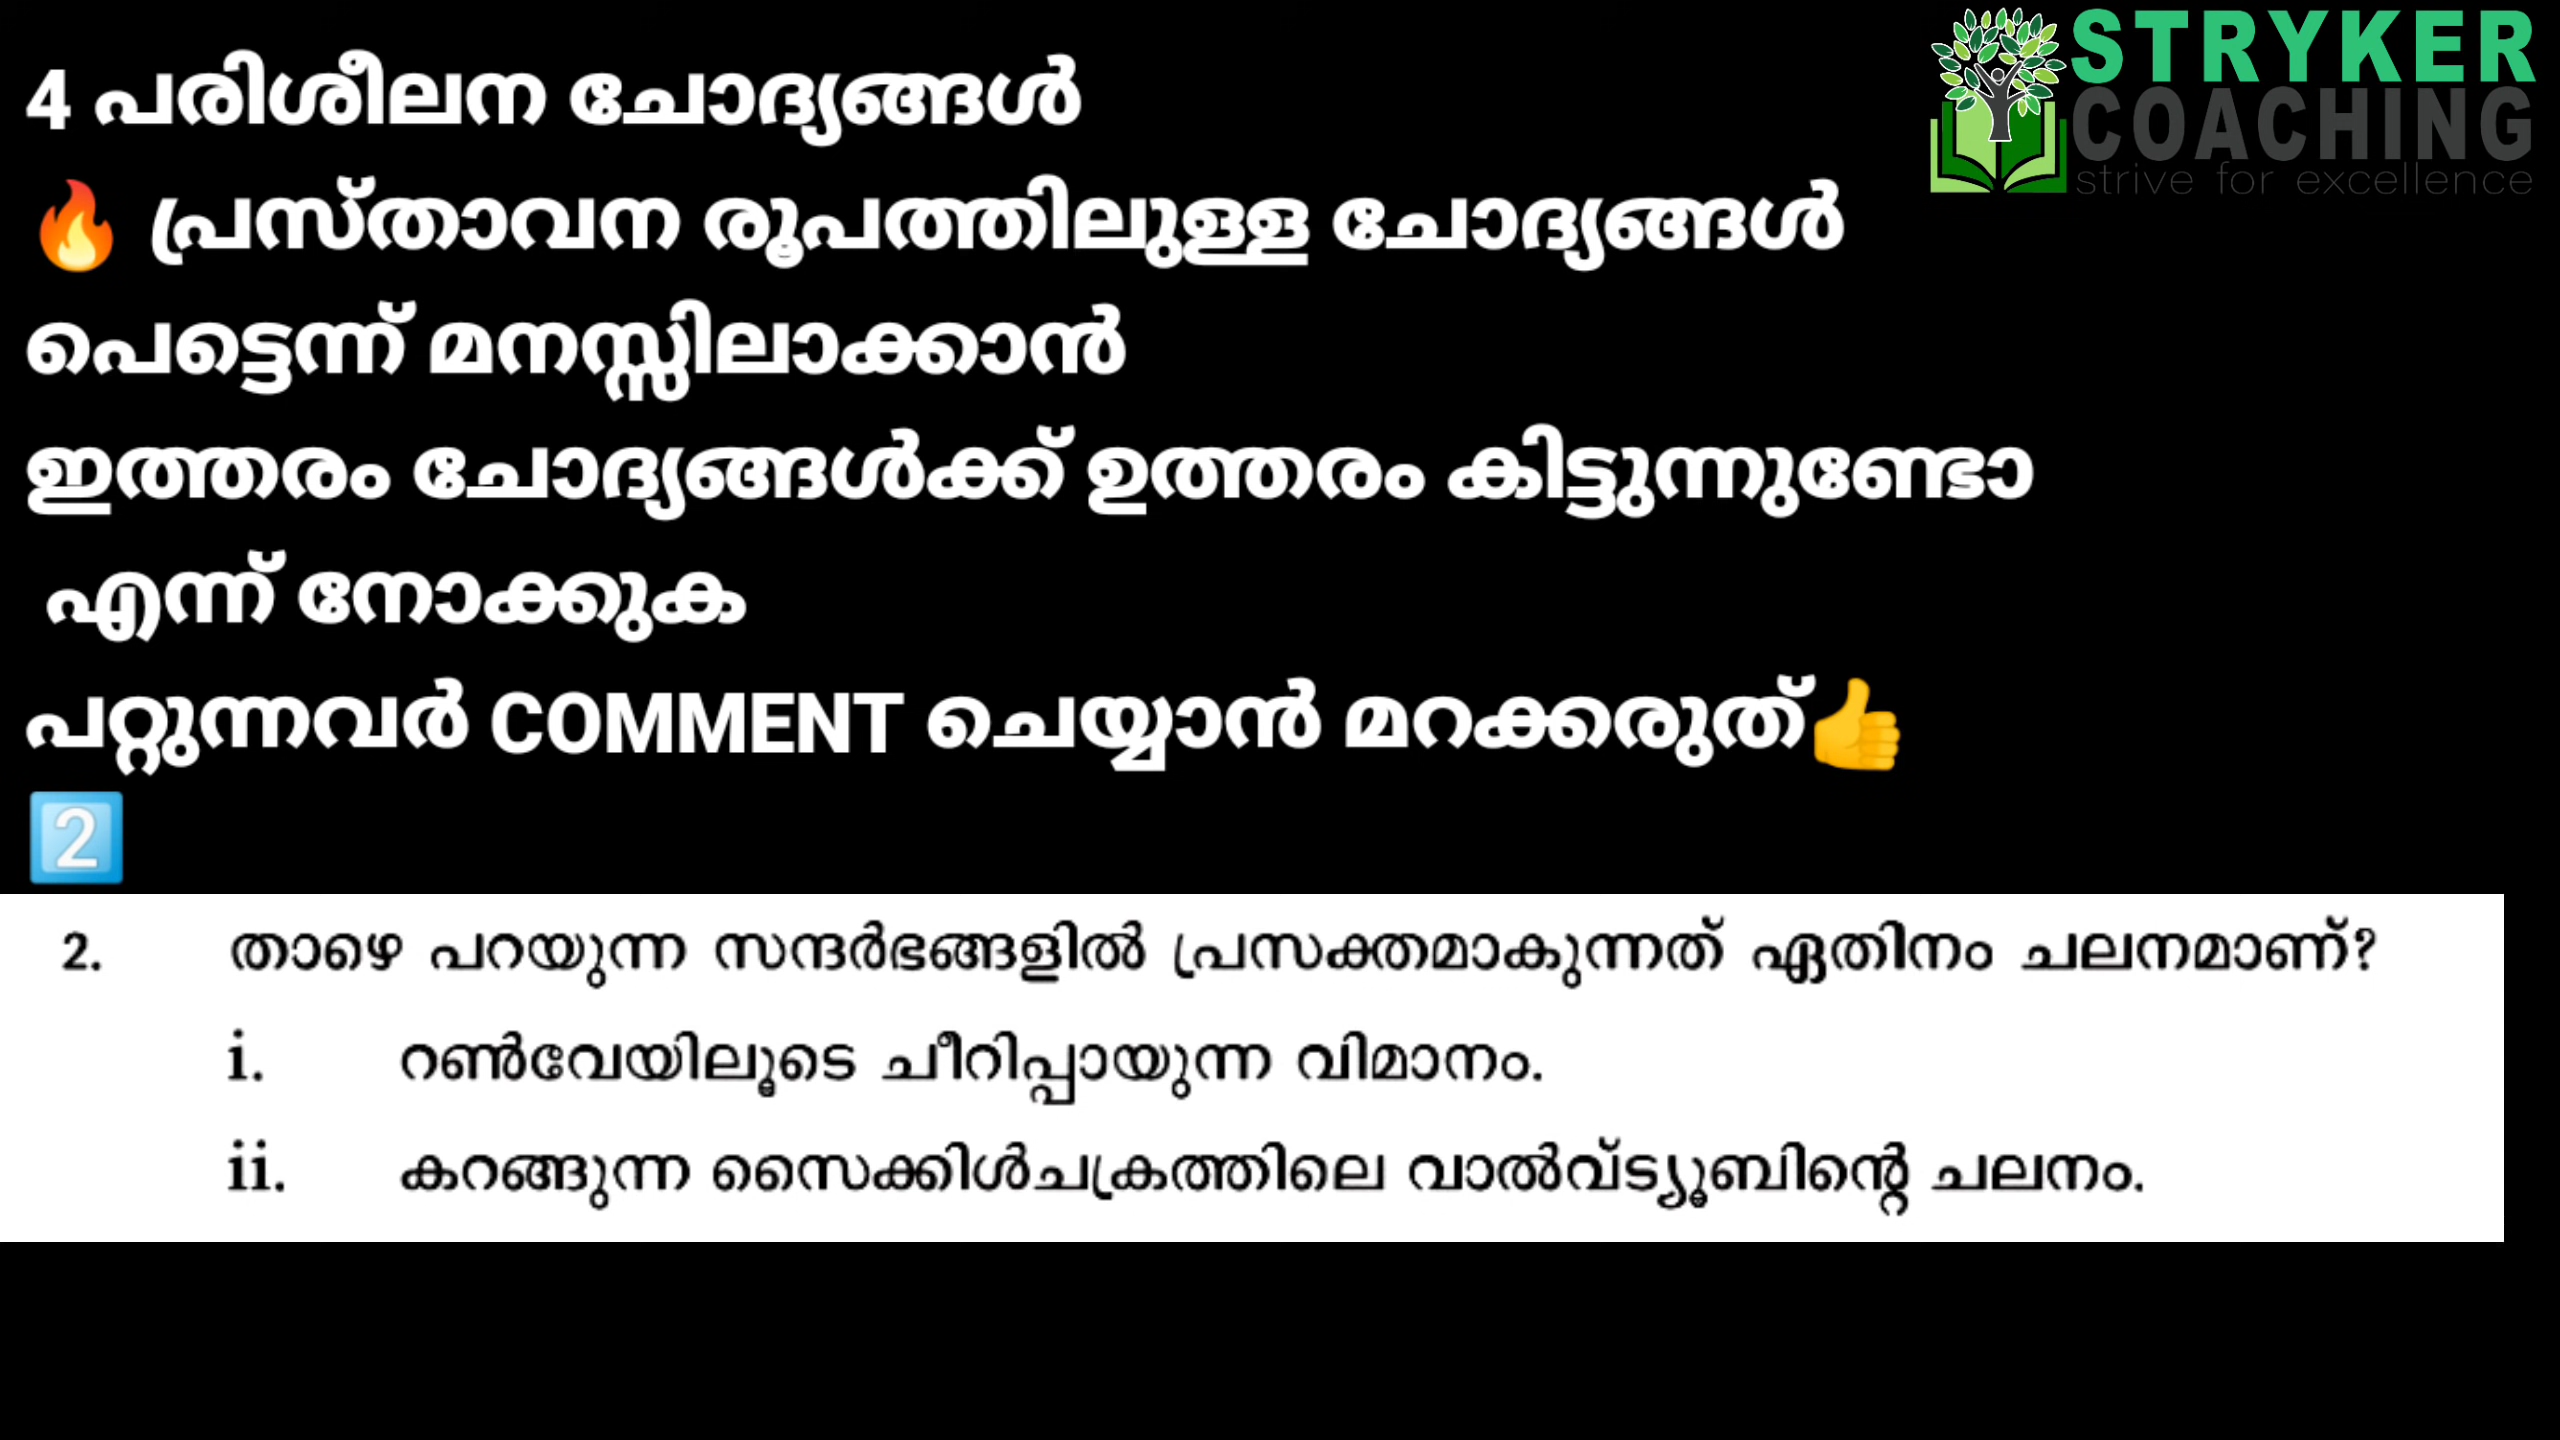 STRYKER
COACHING
strive for excellence
4 പരിശീലന ചോദ്യങ്ങൾ
🔥 പ്രസ്താവന രൂപത്തിലുള്ള ചോദ്യങ്ങൾ
പെട്ടെന്ന് മനസ്സിലാക്കാൻ
ഇത്തരം ചോദ്യങ്ങൾക്ക് ഉത്തരം കിട്ടുന്നുണ്ടോ
എന്ന് നോക്കുക
പറ്റുന്നവർ COMMENT ചെയ്യാൻ മറക്കരുത്👍
2️⃣
2. താഴെ പറയുന്ന സന്ദർഭങ്ങളിൽ പ്രസക്തമാകുന്നത് ഏതിനം ചലനമാണ്?
i. റൺവേയിലൂടെ ചീറിപ്പായുന്ന വിമാനം.
ii. കറങ്ങുന്ന സൈക്കിൾചക്രത്തിലെ വാൽവ്ട്യൂബിന്റെ ചലനം.